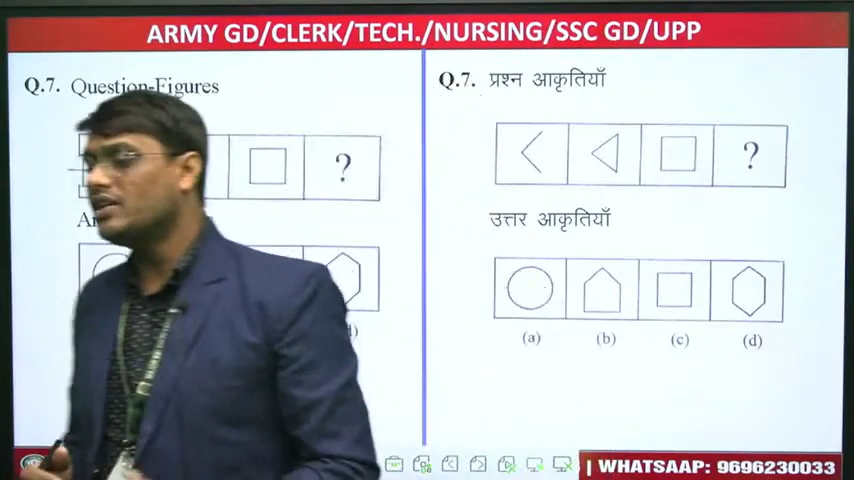 ARMY GD/CLERK/TECH./NURSING/SSC GD/UPP
Q.7. Question-Figures
?
Q.7. प्रश्न आकृतियाँ
?
उत्तर आकृतियाँ
(a) (b) (c) (d)
| WHATSAAP: 9696230033